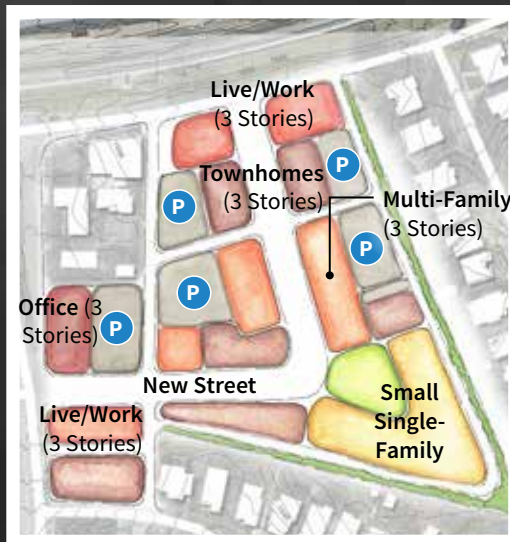 Live/Work
(3 Stories)
Townhomes
(3 Stories)
P
P
Multi-Family
(3 Stories)
P
P
Office (3
Stories)
P
New Street
Live/Work
(3 Stories)
Small
Single-
Family